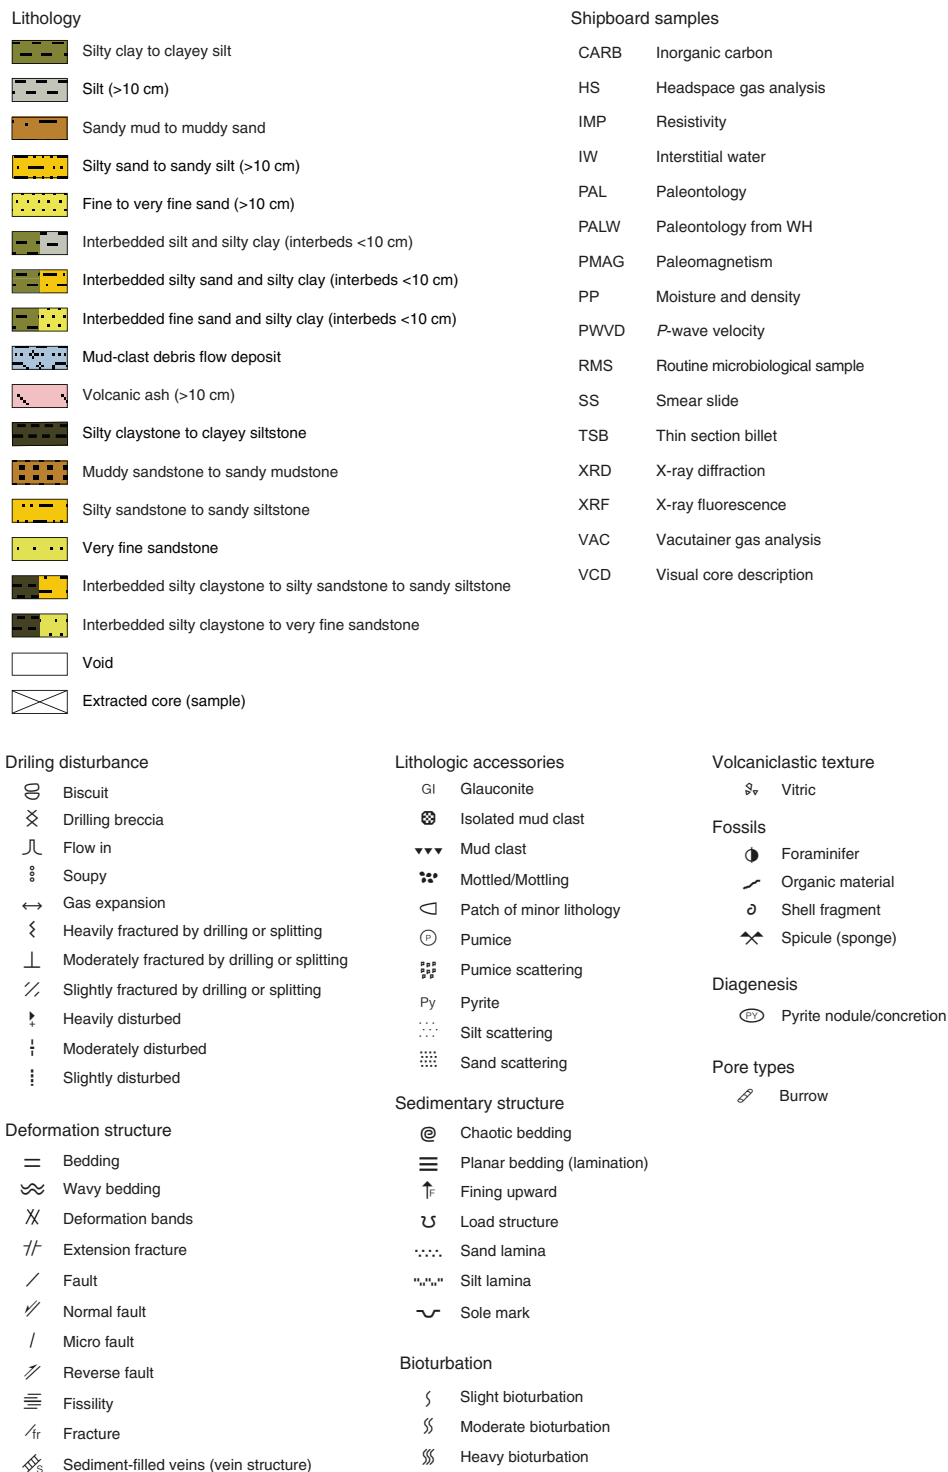 Lithology
Silty clay to clayey silt
Silt (>10 cm)
Sandy mud to muddy sand
Silty sand to sandy silt (>10 cm)
Fine to very fine sand (>10 cm)
Interbedded silt and silty clay (interbeds <10 cm)
Interbedded silty sand and silty clay (interbeds <10 cm)
Interbedded fine sand and silty clay (interbeds <10 cm)
Mud-clast debris flow deposit
Volcanic ash (>10 cm)
Silty claystone to clayey siltstone
Muddy sandstone to sandy mudstone
Silty sandstone to sandy siltstone
Very fine sandstone
Interbedded silty claystone to silty sandstone to sandy siltstone
Interbedded silty claystone to very fine sandstone
Void
Extracted core (sample)
Shipboard samples
CARB Inorganic carbon
HS Headspace gas analysis
IMP Resistivity
IW Interstitial water
PAL Paleontology
PALW Paleontology from WH
PMAG Paleomagnetism
PP Moisture and density
PWVD P-wave velocity
RMS Routine microbiological sample
SS Smear slide
TSB Thin section billet
XRD X-ray diffraction
XRF X-ray fluorescence
VAC Vacutainer gas analysis
VCD Visual core description
Driling disturbance
Biscuit
Drilling breccia
Flow in
Soupy
Gas expansion
Heavily fractured by drilling or splitting
Moderately fractured by drilling or splitting
Slightly fractured by drilling or splitting
Heavily disturbed
Moderately disturbed
Slightly disturbed
Deformation structure
Bedding
Wavy bedding
Deformation bands
Extension fracture
Fault
Normal fault
Micro fault
Reverse fault
Fissility
fr Fracture
S Sediment-filled veins (vein structure)
Lithologic accessories
Gl Glauconite
Isolated mud clast
Mud clast
Mottled/Mottling
Patch of minor lithology
P Pumice
Pumice scattering
Py Pyrite
Silt scattering
Sand scattering
Sedimentary structure
Chaotic bedding
Planar bedding (lamination)
F Fining upward
Load structure
Sand lamina
Silt lamina
Sole mark
Bioturbation
Slight bioturbation
Moderate bioturbation
Heavy bioturbation
Volcaniclastic texture
Vitric
Fossils
Foraminifer
Organic material
Shell fragment
Spicule (sponge)
Diagenesis
PY Pyrite nodule/concretion
Pore types
Burrow